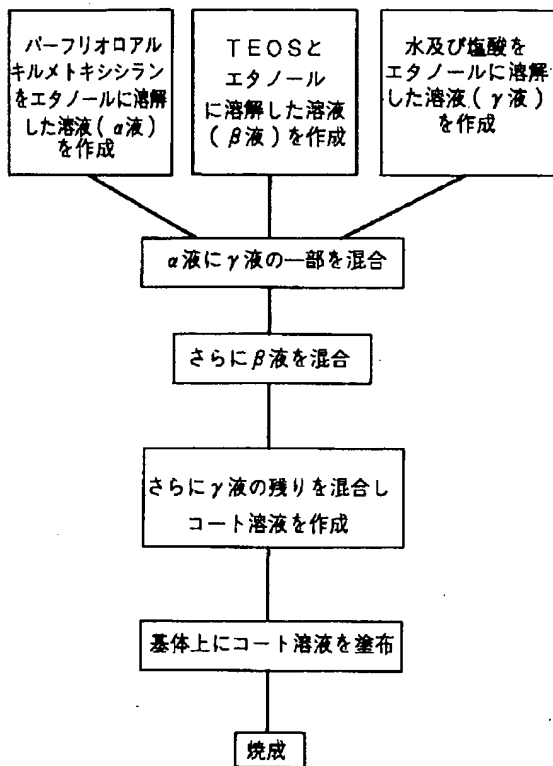 パーフリオロアル
キルメトキシシラン
をエタノールに溶解
した溶液(α液)
を作成
TEOSと
エタノール
に溶解した溶液
(β液)を作成
水及び塩酸を
エタノールに溶解
した溶液(γ液)
を作成
α液にγ液の一部を混合
さらにβ液を混合
さらにγ液の残りを混合し
コート溶液を作成
基体上にコート溶液を塗布
焼成